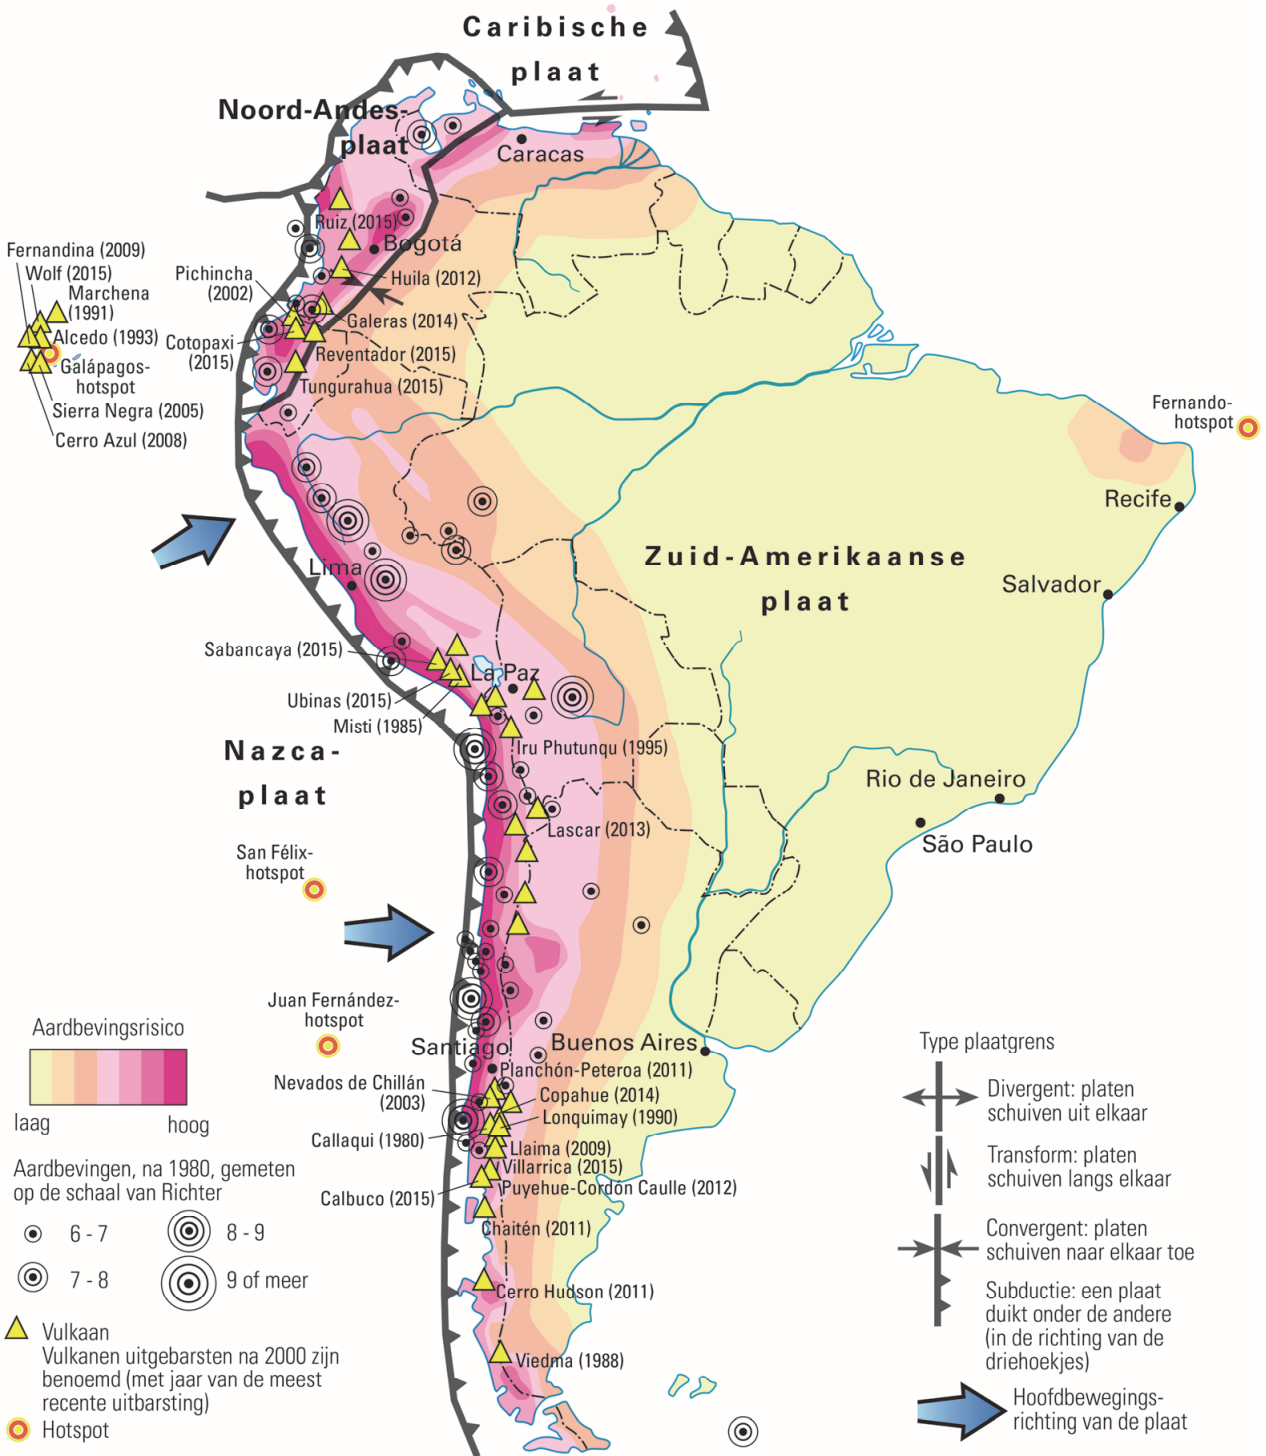 Caribische
plaat
Noord-Andes-
plaat
Caracas
Ruiz (2015)
Bogotá
Fernandina (2009)
Wolf (2015)
Marchena
(1991)
Alcedo (1993)
Galápagos-
hotspot
Sierra Negra (2005)
Cerro Azul (2008)
Pichincha
(2002)
Huila (2012)
Galeras (2014)
Cotopaxi
(2015)
Reventador (2015)
Tungurahua (2015)
Fernando-
hotspot
Recife
Zuid-Amerikaanse
plaat
Salvador
Lima
Sabancaya (2015)
La Paz
Ubinas (2015)
Misti (1985)
Iru Phutunqu (1995)
Nazca-
plaat
Rio de Janeiro
São Paulo
Lascar (2013)
San Félix-
hotspot
Juan Fernández-
hotspot
Santiago
Buenos Aires
Planchón-Peteroa (2011)
Nevados de Chillán
(2003)
Copahue (2014)
Lonquimay (1990)
Callaqui (1980)
Llaima (2009)
Villarrica (2015)
Puyehue-Cordón Caulle (2012)
Calbuco (2015)
Chaitén (2011)
Cerro Hudson (2011)
Viedma (1988)
Aardbevingsrisico
laag hoog
Aardbevingen, na 1980, gemeten
op de schaal van Richter
6 - 7 8 - 9
7 - 8 9 of meer
Vulkaan
Vulkanen uitgebarsten na 2000 zijn
benoemd (met jaar van de meest
recente uitbarsting)
Hotspot
Type plaatgrens
Divergent: platen
schuiven uit elkaar
Transform: platen
schuiven langs elkaar
Convergent: platen
schuiven naar elkaar toe
Subductie: een plaat
duikt onder de andere
(in de richting van de
driehoekjes)
Hoofdbewegings-
richting van de plaat